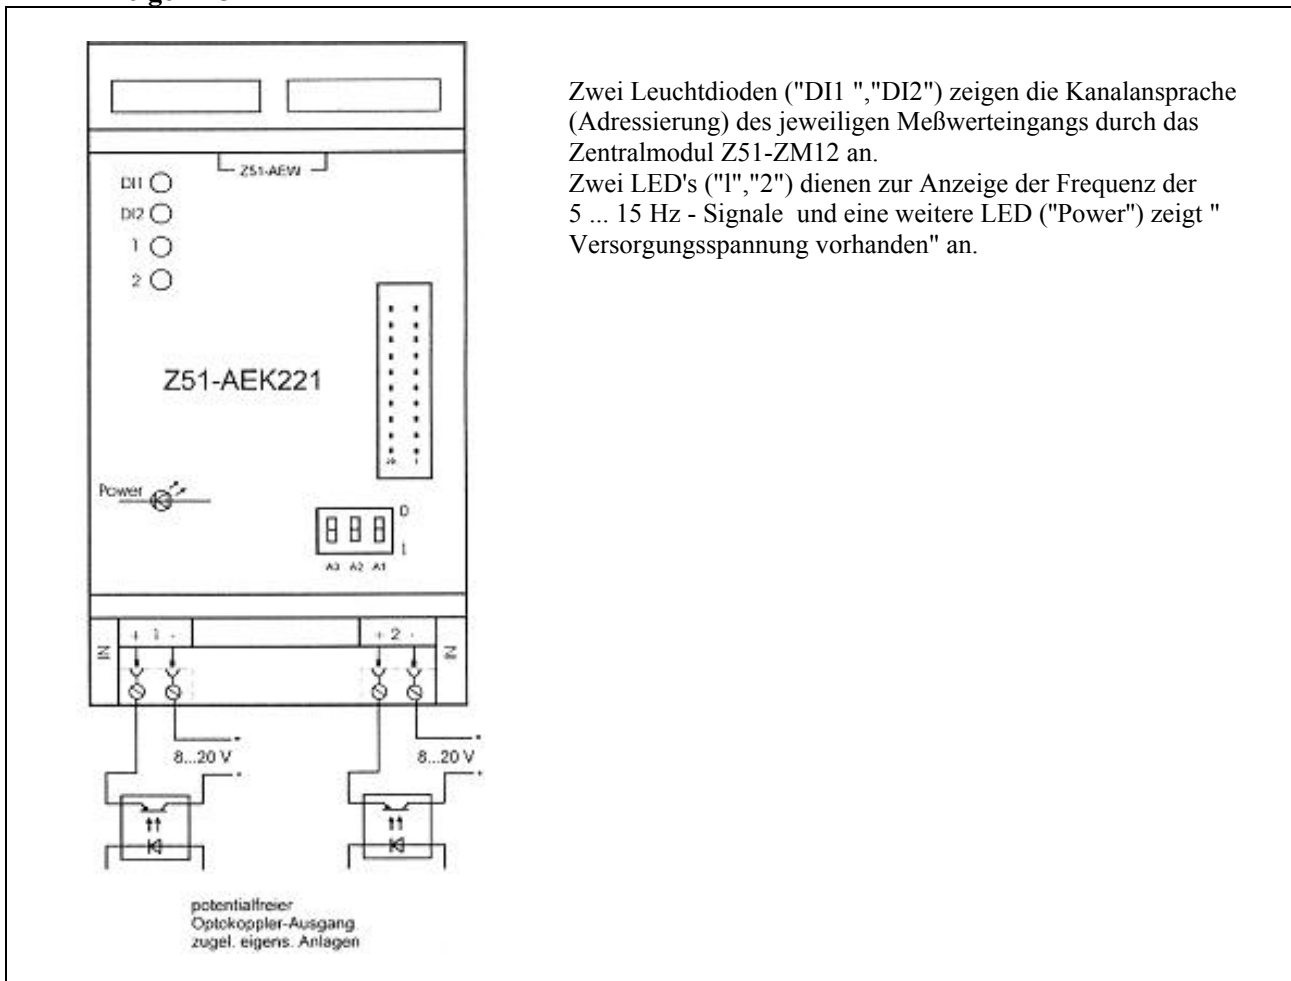 Zwei Leuchtdioden ("DI1 ","DI2") zeigen die Kanalansprache
(Adressierung) des jeweiligen Meßwerteingangs durch das
Zentralmodul Z51-ZM12 an.
Zwei LED's ("l","2") dienen zur Anzeige der Frequenz der
5 ... 15 Hz - Signale und eine weitere LED ("Power") zeigt "
Versorgungsspannung vorhanden" an.
Z51-AEW
DI1
DI2
1
2
Z51-AEK221
Power
0
1
A3 A2 A1
IN
+ 1 -
+ 2 -
IN
8...20 V
8...20 V
potentialfreier
Optokoppler-Ausgang
zugel. eigens. Anlagen